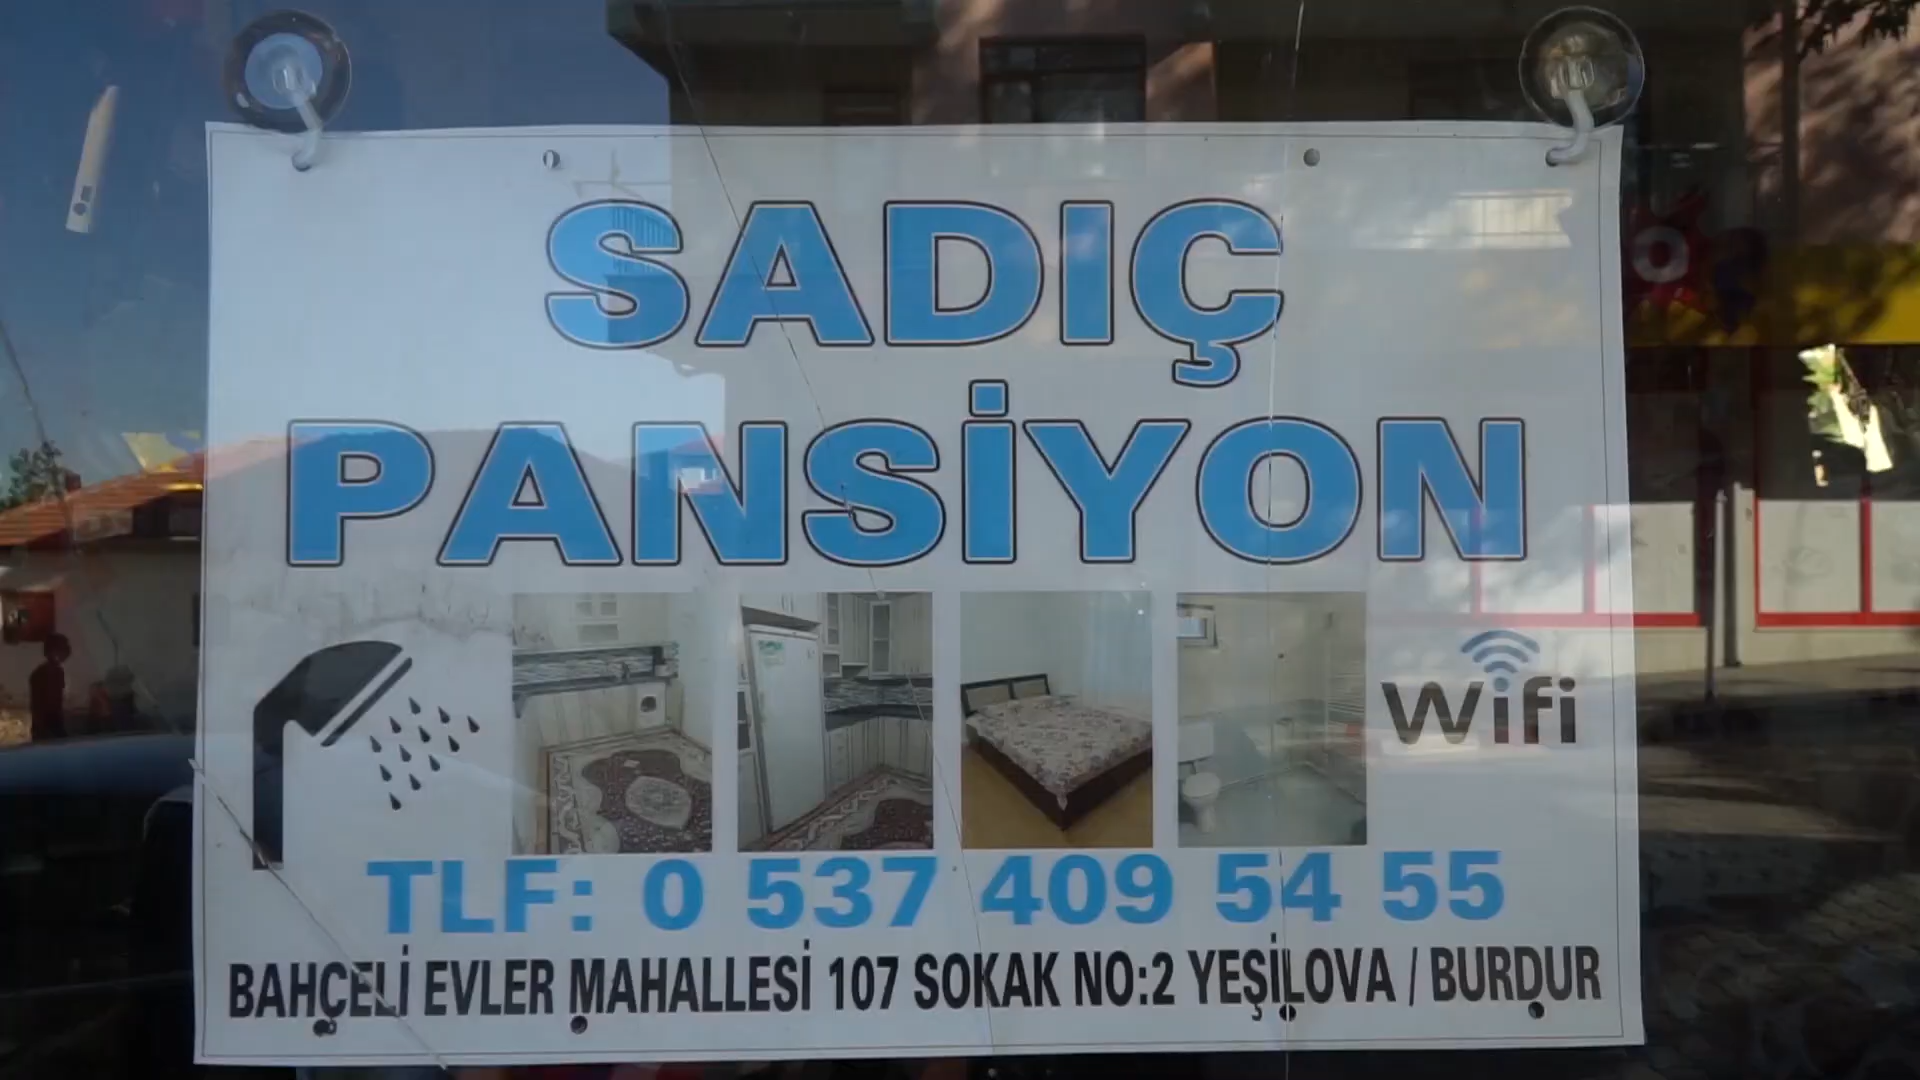 SADIÇ
PANSİYON
Wifi
TLF: 0 537 409 54 55
BAHÇELİ EVLER MAHALLESİ 107 SOKAK NO:2 YEŞİLOVA / BURDUR